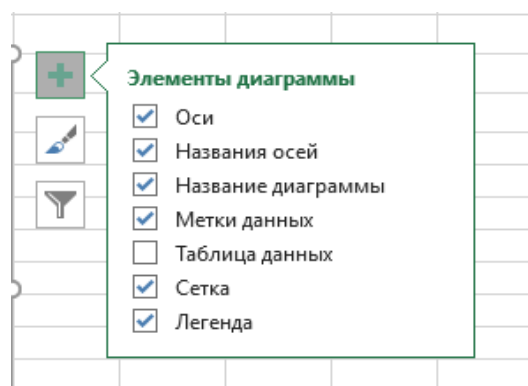 Элементы диаграммы
Оси
Названия осей
Название диаграммы
Метки данных
Таблица данных
Сетка
Легенда